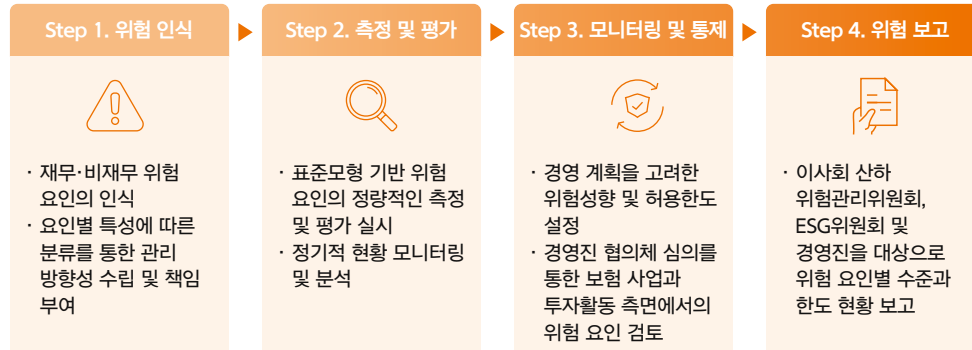 Step 1. 위험 인식
· 재무·비재무 위험
요인의 인식
· 요인별 특성에 따른
분류를 통한 관리
방향성 수립 및 책임
부여
Step 2. 측정 및 평가
· 표준모형 기반 위험
요인의 정량적인 측정
및 평가 실시
· 정기적 현황 모니터링
및 분석
Step 3. 모니터링 및 통제
· 경영 계획을 고려한
위험성향 및 허용한도
설정
· 경영진 협의체 심의를
통한 보험 사업과
투자활동 측면에서의
위험 요인 검토
Step 4. 위험 보고
· 이사회 산하
위험관리위원회,
ESG위원회 및
경영진을 대상으로
위험 요인별 수준과
한도 현황 보고